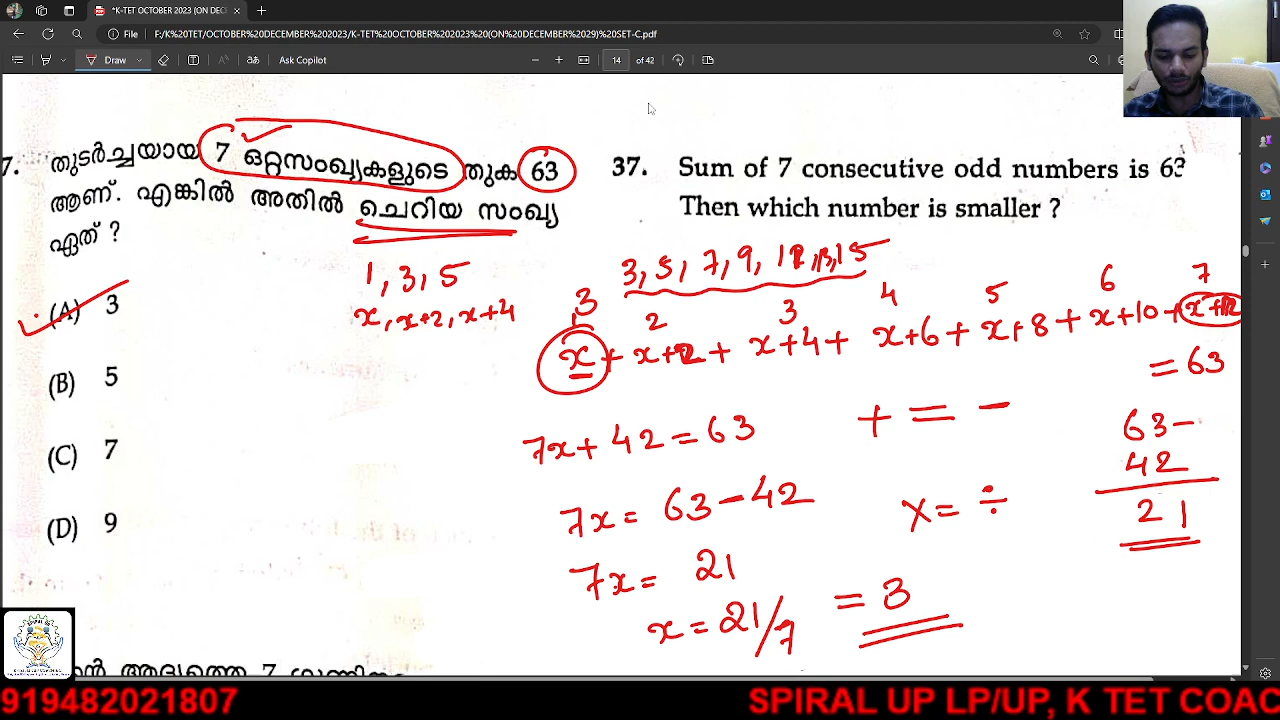 *K-TET OCTOBER 2023 (ON DECE
File F:/K%20TET/OCTOBER%20DECEMBER%202023/K-TET%20OCTOBER%202023%20(ON%20DECEMBER%2029)%20SET-C.pdf
Draw Ask Copilot 14 of 42
7. തുടർച്ചയായ 7 ഒറ്റസംഖ്യകളുടെ തുക 63
ആണ്. എങ്കിൽ അതിൽ ചെറിയ സംഖ്യ
ഏത് ?
(A) 3
(B) 5
(C) 7
(D) 9
1, 3, 5
x, x+2, x+4
37. Sum of 7 consecutive odd numbers is 63
Then which number is smaller ?
3, 5, 7, 9, 11, 13, 15
3
1 2 3 4 5 6 7
x + x+2 + x+4 + x+6 + x+8 + x+10 + x+12
= 63
7x + 42 = 63
7x = 63 - 42
7x = 21
x = 21/7 = 3
+ = -
x = ÷
63 -
42
21
919482021807 SPIRAL UP LP/UP, K TET COAC